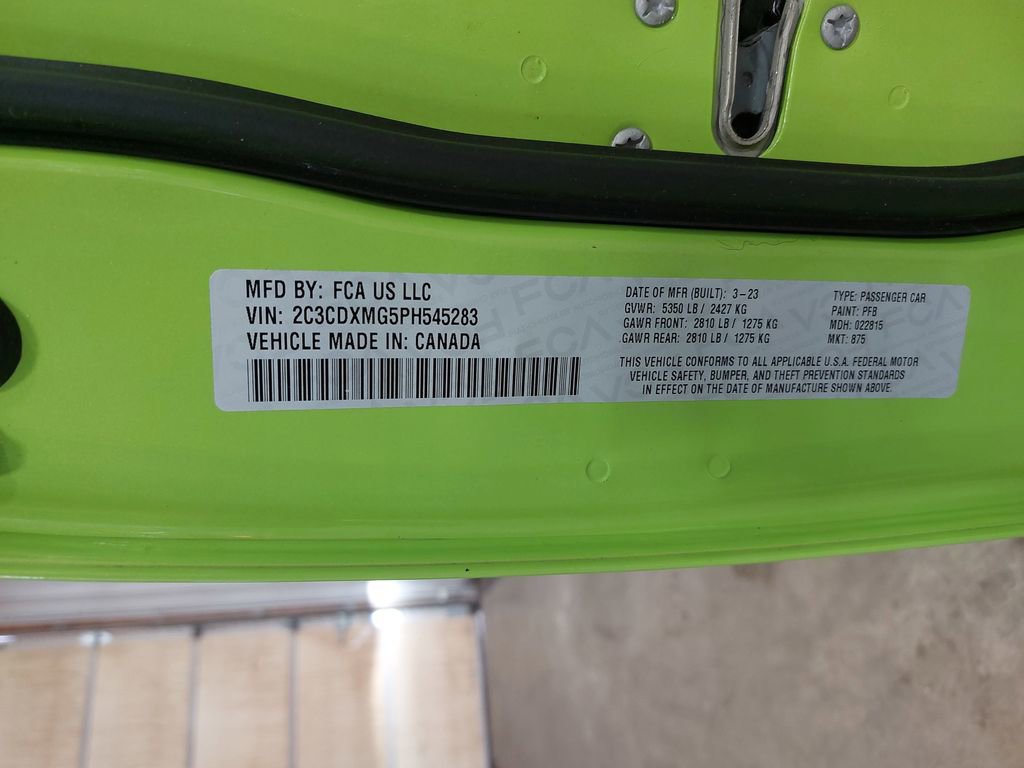 MFD BY: FCA US LLC
VIN: 2C3CDXMG5PH545283
VEHICLE MADE IN: CANADA
DATE OF MFR (BUILT): 3-23
GVWR: 5350 LB / 2427 KG
GAWR FRONT: 2810 LB / 1275 KG
GAWR REAR: 2810 LB / 1275 KG
TYPE: PASSENGER CAR
PAINT: PFB
MDH: 022815
MKT: 875
THIS VEHICLE CONFORMS TO ALL APPLICABLE U.S.A. FEDERAL MOTOR
VEHICLE SAFETY, BUMPER, AND THEFT PREVENTION STANDARDS
IN EFFECT ON THE DATE OF MANUFACTURE SHOWN ABOVE.